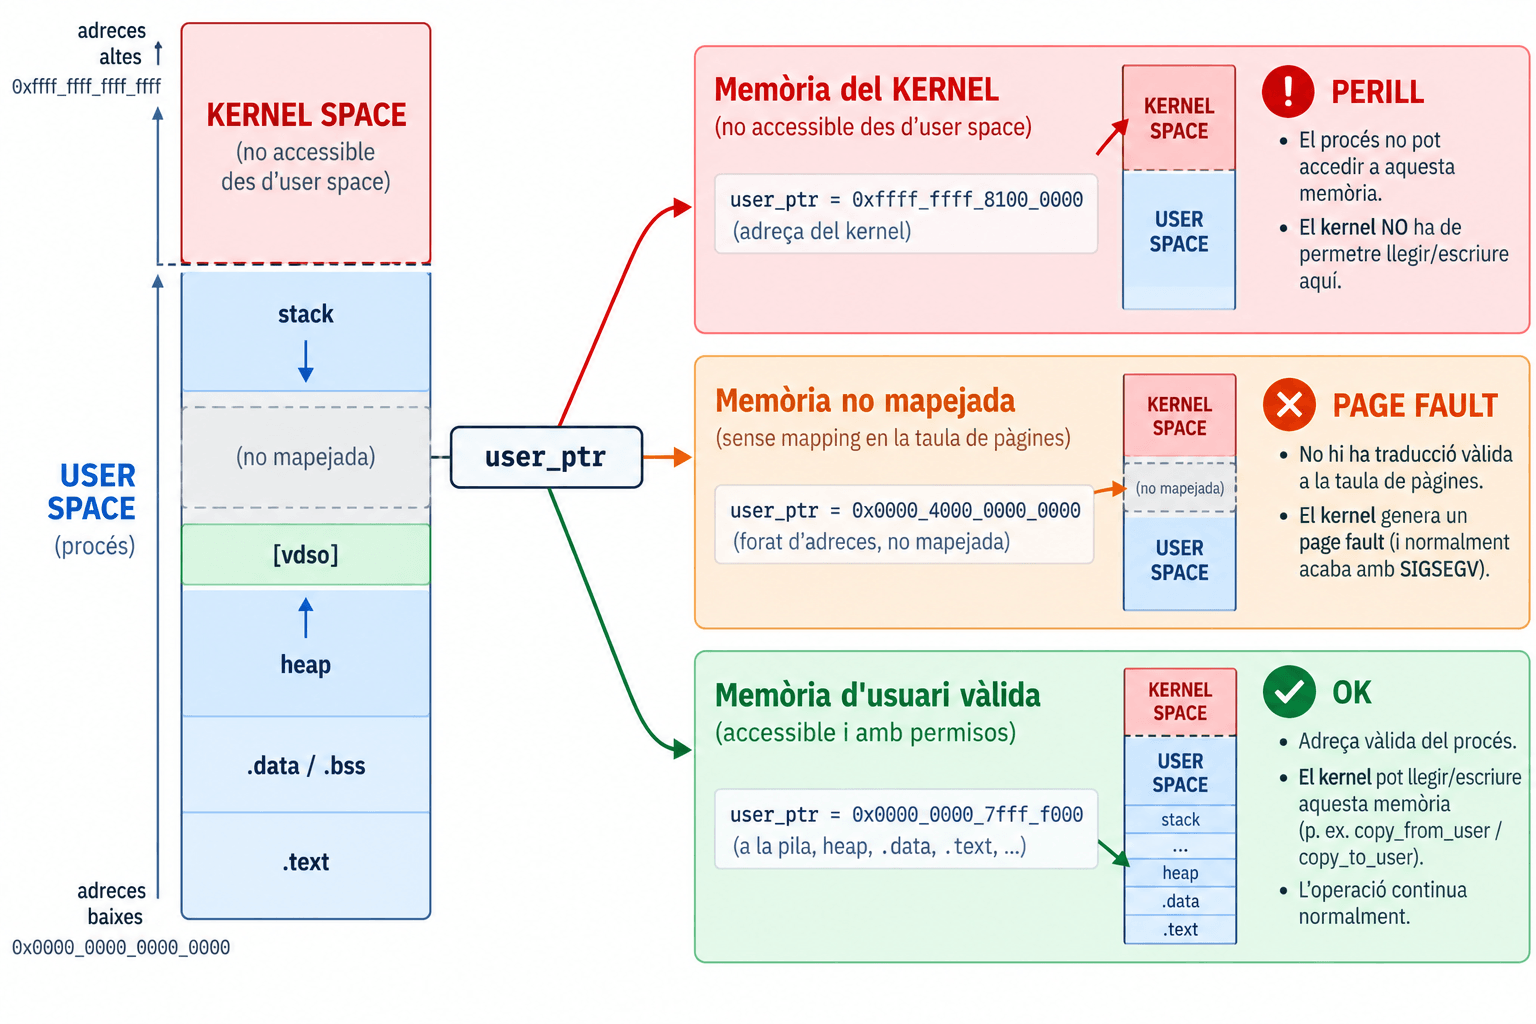 adreces
altes
0xffff_ffff_ffff_ffff
KERNEL SPACE
(no accessible
des d’user space)
stack
(no mapejada)
USER
SPACE
(procés)
[vdso]
heap
.data / .bss
.text
adreces
baixes
0x0000_0000_0000_0000
user_ptr
Memòria del KERNEL
(no accessible des d’user space)
user_ptr = 0xffff_ffff_8100_0000
(adreça del kernel)
KERNEL
SPACE
USER
SPACE
PERILL
• El procés no pot
accedir a aquesta
memòria.
• El kernel NO ha de
permetre llegir/escriure
aquí.
Memòria no mapejada
(sense mapping en la taula de pàgines)
user_ptr = 0x0000_4000_0000_0000
(forat d’adreces, no mapejada)
KERNEL
SPACE
(no mapejada)
USER
SPACE
PAGE FAULT
• No hi ha traducció vàlida
a la taula de pàgines.
• El kernel genera un
page fault (i normalment
acaba amb SIGSEGV).
Memòria d'usuari vàlida
(accessible i amb permisos)
user_ptr = 0x0000_0000_7fff_f000
(a la pila, heap, .data, .text, …)
KERNEL
SPACE
USER
SPACE
stack
...
heap
.data
.text
OK
• Adreça vàlida del procés.
• El kernel pot llegir/escriure
aquesta memòria
(p. ex. copy_from_user /
copy_to_user).
• L’operació continua
normalment.